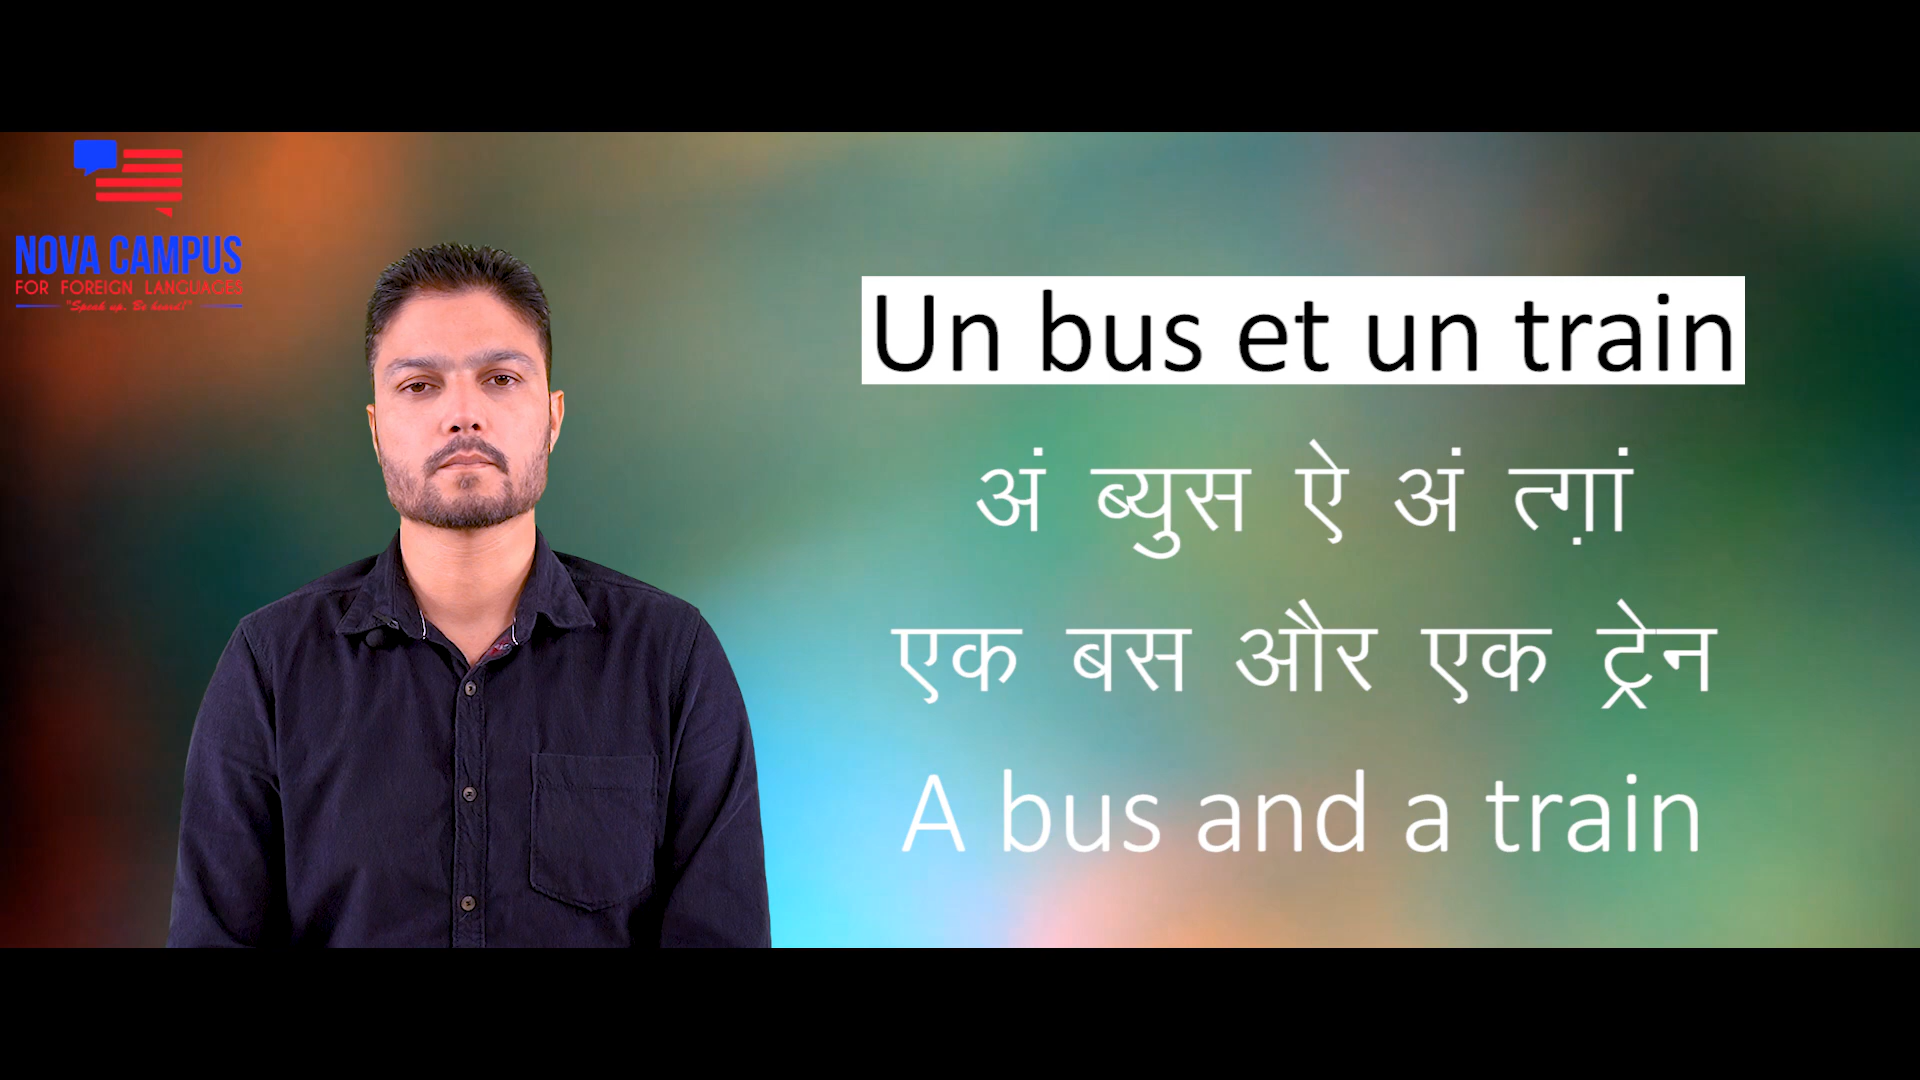 NOVA CAMPUS
FOR FOREIGN LANGUAGES
"Speak up. Be heard!"
Un bus et un train
अं ब्युस ऐ अं त्ग़ां
एक बस और एक ट्रेन
A bus and a train